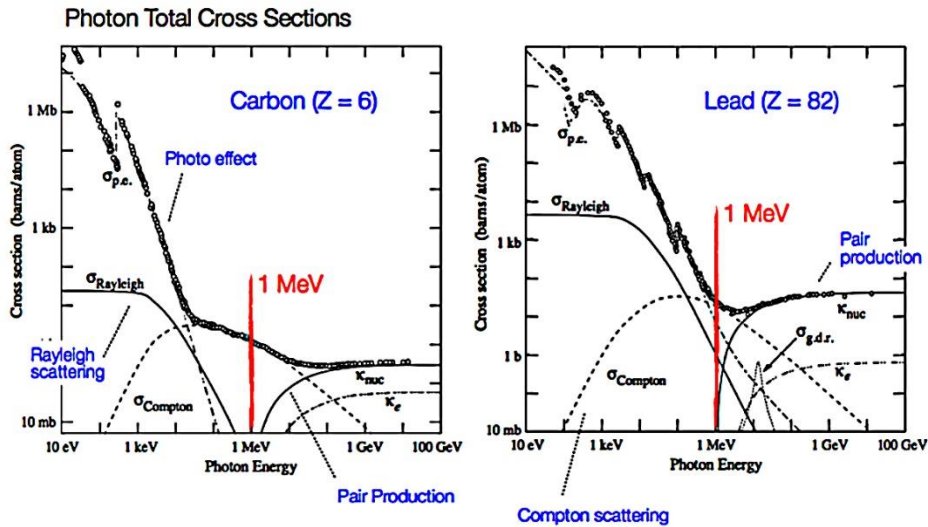 Photon Total Cross Sections
Carbon (Z = 6)
1 Mb
1 kb
10 mb
Cross section (barns/atom)
σp.e.
Photo effect
σRayleigh
1 MeV
Rayleigh
scattering
σCompton
κnuc
κe
10 eV
1 keV
1 MeV
1 GeV
100 GeV
Photon Energy
Pair Production
Lead (Z = 82)
1 Mb
1 kb
1 b
10 mb
Cross section (barns/atom)
σp.e.
σRayleigh
1 MeV
Pair
production
κnuc
σg.d.r.
κe
σCompton
10 eV
1 keV
1 MeV
1 GeV
100 GeV
Photon Energy
Compton scattering